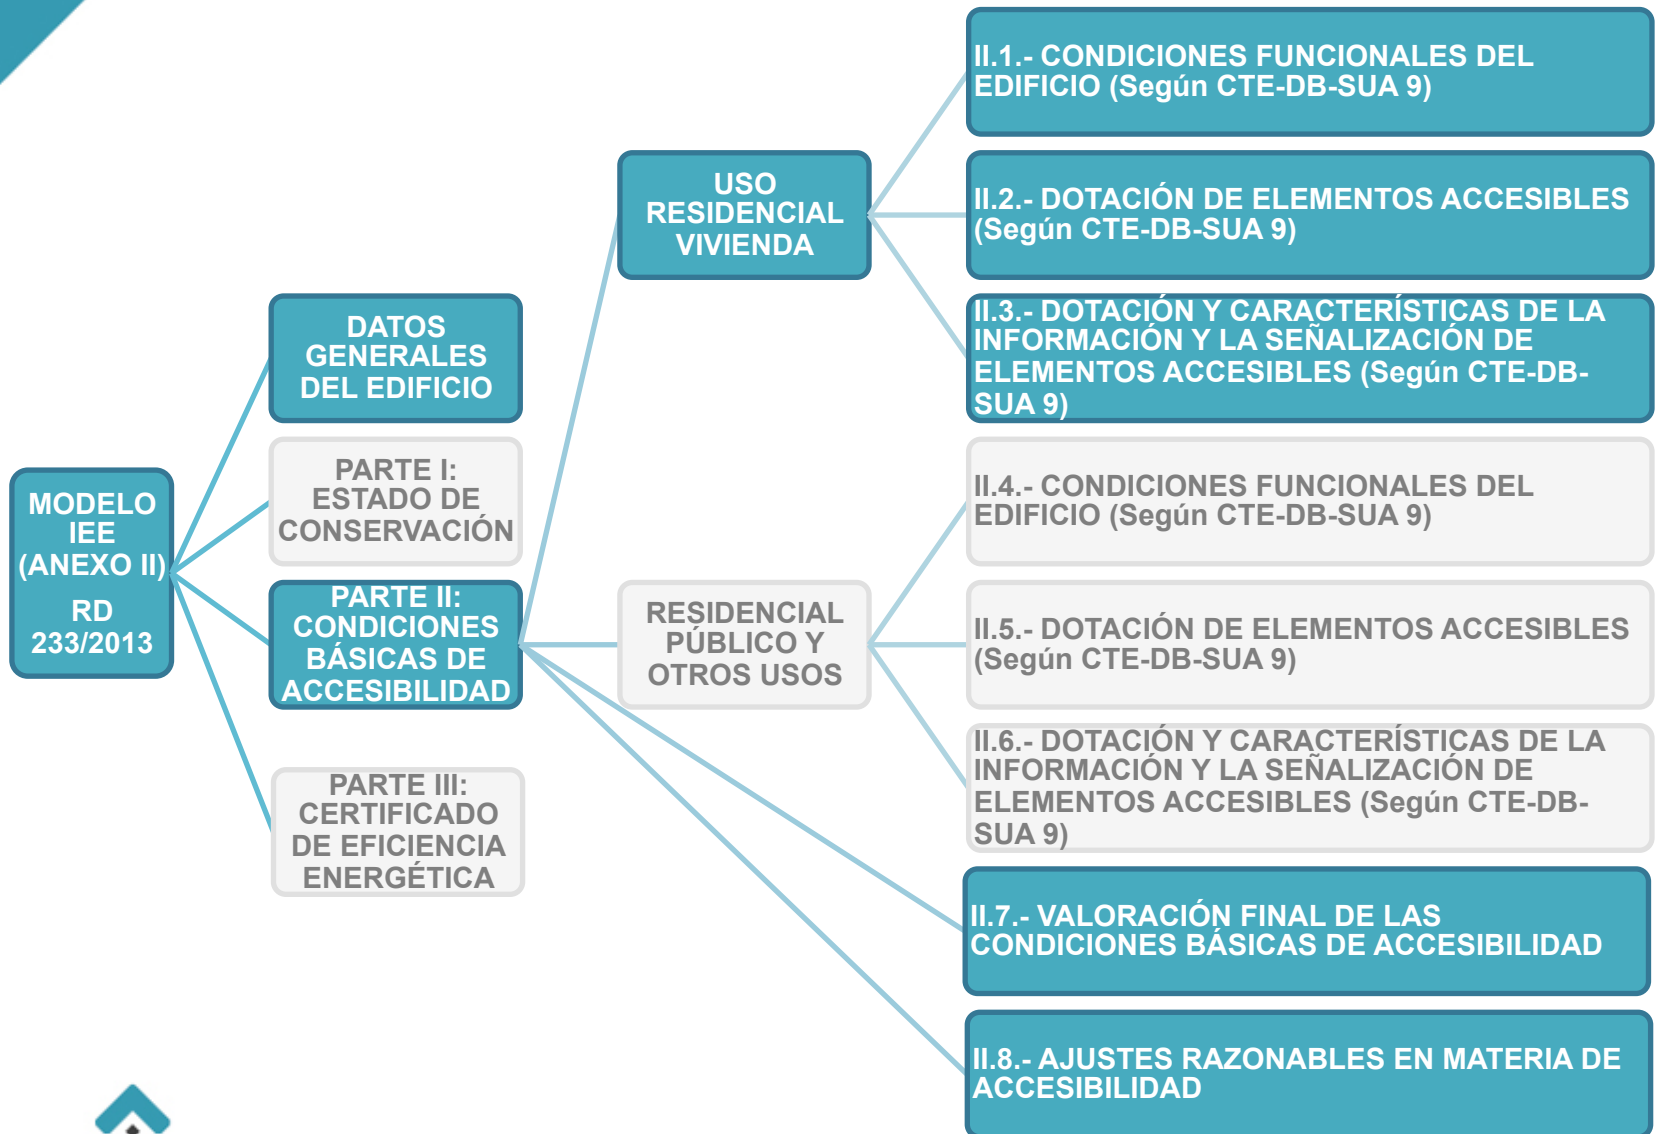 MODELO
IEE
(ANEXO II)
RD
233/2013
DATOS
GENERALES
DEL EDIFICIO
PARTE I:
ESTADO DE
CONSERVACIÓN
PARTE II:
CONDICIONES
BÁSICAS DE
ACCESIBILIDAD
PARTE III:
CERTIFICADO
DE EFICIENCIA
ENERGÉTICA
USO
RESIDENCIAL
VIVIENDA
RESIDENCIAL
PÚBLICO Y
OTROS USOS
II.1.- CONDICIONES FUNCIONALES DEL
EDIFICIO (Según CTE-DB-SUA 9)
II.2.- DOTACIÓN DE ELEMENTOS ACCESIBLES
(Según CTE-DB-SUA 9)
II.3.- DOTACIÓN Y CARACTERÍSTICAS DE LA
INFORMACIÓN Y LA SEÑALIZACIÓN DE
ELEMENTOS ACCESIBLES (Según CTE-DB-
SUA 9)
II.4.- CONDICIONES FUNCIONALES DEL
EDIFICIO (Según CTE-DB-SUA 9)
II.5.- DOTACIÓN DE ELEMENTOS ACCESIBLES
(Según CTE-DB-SUA 9)
II.6.- DOTACIÓN Y CARACTERÍSTICAS DE LA
INFORMACIÓN Y LA SEÑALIZACIÓN DE
ELEMENTOS ACCESIBLES (Según CTE-DB-
SUA 9)
II.7.- VALORACIÓN FINAL DE LAS
CONDICIONES BÁSICAS DE ACCESIBILIDAD
II.8.- AJUSTES RAZONABLES EN MATERIA DE
ACCESIBILIDAD